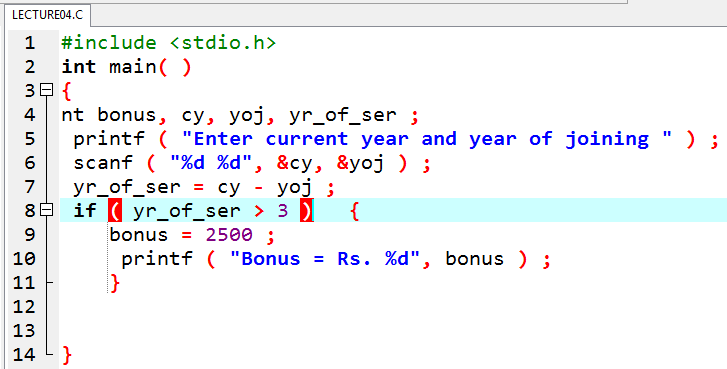 LECTURE04.C
1 #include <stdio.h>
2 int main( )
3 {
4 nt bonus, cy, yoj, yr_of_ser ;
5 printf ( "Enter current year and year of joining " ) ;
6 scanf ( "%d %d", &cy, &yoj ) ;
7 yr_of_ser = cy - yoj ;
8 if ( yr_of_ser > 3 ) {
9 bonus = 2500 ;
10 printf ( "Bonus = Rs. %d", bonus ) ;
11 }
12
13
14 }